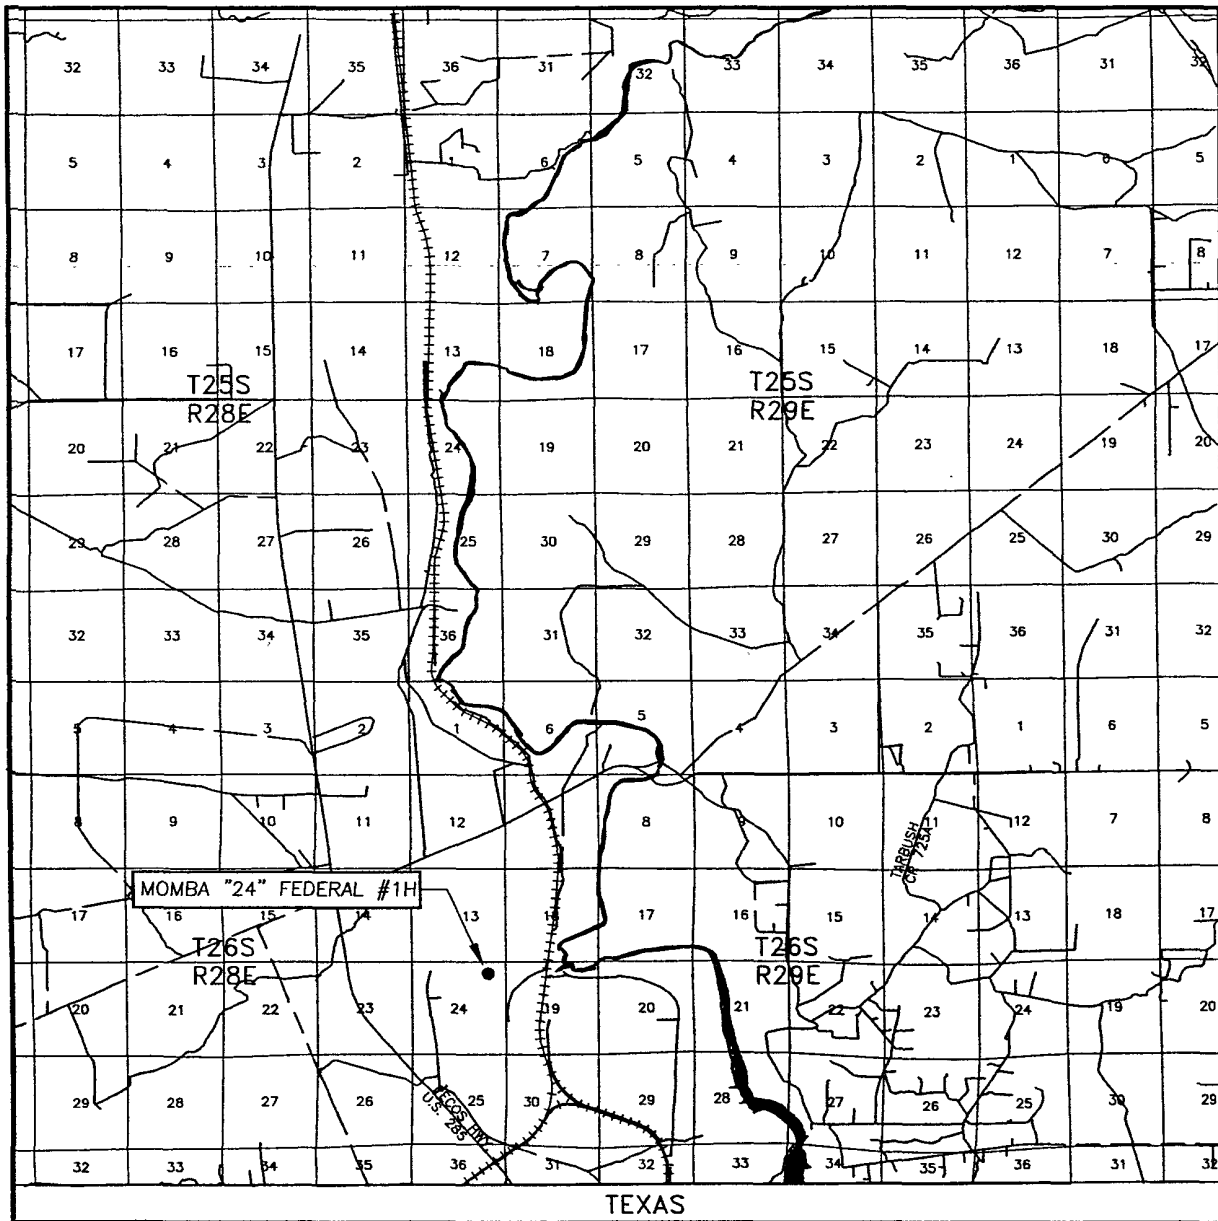 32 33 34 35 36 31 32 33 34 35 36 31 32
5 4 3 2 1 6 5 4 3 2 1 6 5
8 9 10 11 12 7 8 9 10 11 12 7 8
17 16 15 14 13 18 17 16 15 14 13 18 17
T25S
R28E
T25S
R29E
20 21 22 23 24 19 20 21 22 23 24 19 20
29 28 27 26 25 30 29 28 27 26 25 30 29
32 33 34 35 36 31 32 33 34 35 36 31 32
5 4 3 2 1 6 5 4 3 2 1 6 5
8 9 10 11 12 8 9 10 11 12 7 8
TARBUSH
CR 725A
MOMBA "24" FEDERAL #1H
17 16 15 14 13 18 17 16 15 14 13 18 17
T26S
R28E
T26S
R29E
20 21 22 23 24 19 20 21 22 23 24 19 20
29 28 27 26 25 30 29 28 27 26 25 30 29
PECOS HWY
U.S. 285
32 33 34 35 36 31 32 33 34 35 36 31 32
TEXAS